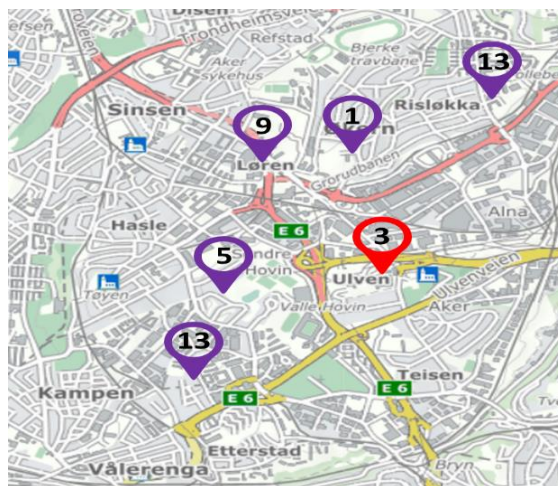 Disen
Trondheimsveien
Refstad
Aker
sykehus
Bjerke
travbane
13
Risløkka
Sinsen
9
1
Økern
Løren
Grorudbanen
Hasle
Alna
E 6
3
5
Søndre
Hovin
Ulven
Ulvenveien
Tøyen
Valle Hovin
Aker
13
Teisen
Kampen
E 6
E 6
Etterstad
Vålerenga
Bryn